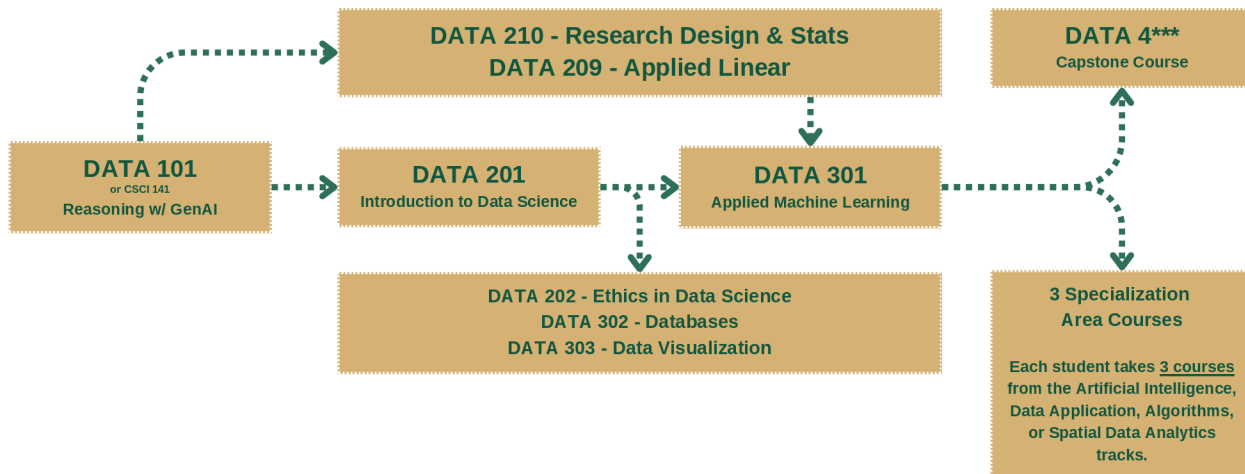 DATA 210 - Research Design & Stats
DATA 209 - Applied Linear
DATA 4***
Capstone Course
DATA 101
or CSCI 141
Reasoning w/ GenAI
DATA 201
Introduction to Data Science
DATA 301
Applied Machine Learning
DATA 202 - Ethics in Data Science
DATA 302 - Databases
DATA 303 - Data Visualization
3 Specialization
Area Courses
Each student takes 3 courses
from the Artificial Intelligence,
Data Application, Algorithms,
or Spatial Data Analytics
tracks.